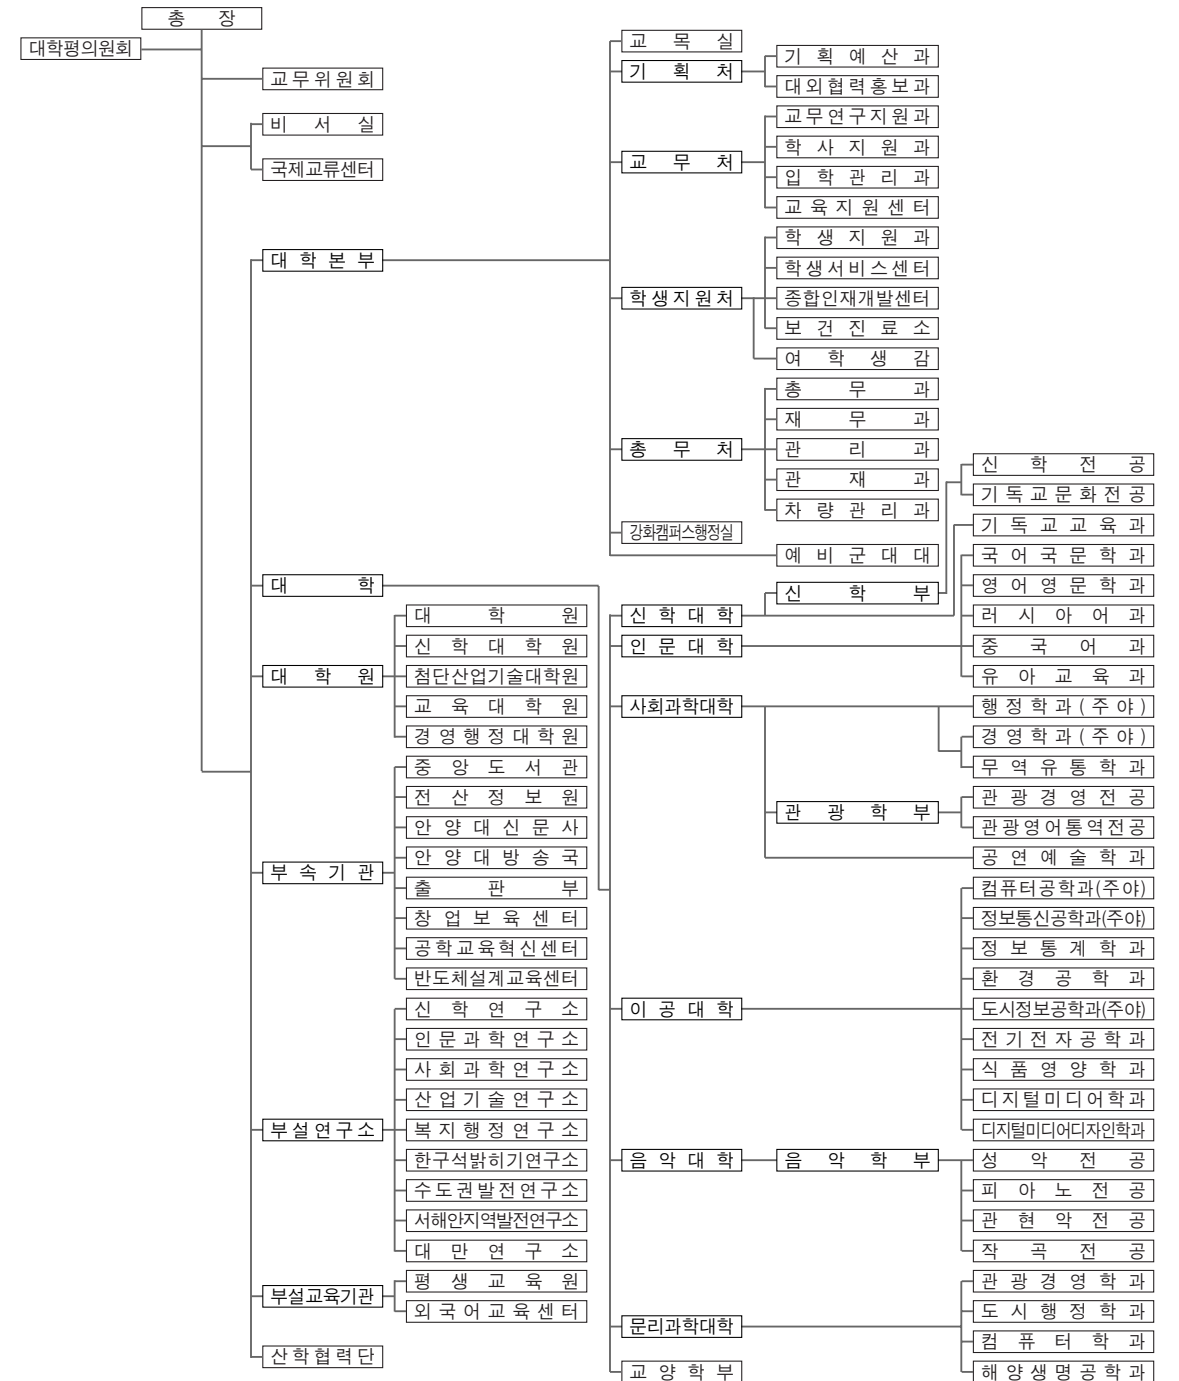 총 장
대학평의원회
교무위원회
비 서 실
국제교류센터
대 학 본 부
교 목 실
기 획 처
기 획 예 산 과
대외협력홍보과
교 무 처
교무연구지원과
학 사 지 원 과
입 학 관 리 과
교 육 지 원 센 터
학생지원처
학 생 지 원 과
학생서비스센터
종합인재개발센터
보 건 진 료 소
여 학 생 감
총 무 처
총 무 과
재 무 과
관 리 과
관 재 과
차 량 관 리 과
강화캠퍼스행정실
예 비 군 대 대
대 학
신 학 대 학
신 학 부
신 학 전 공
기독교문화전공
기 독 교 교 육 과
인 문 대 학
국 어 국 문 학 과
영 어 영 문 학 과
러 시 아 어 과
중 국 어 과
유 아 교 육 과
사회과학대학
행 정 학 과 ( 주 야 )
경 영 학 과 ( 주 야 )
무 역 유 통 학 과
관 광 학 부
관 광 경 영 전 공
관광영어통역전공
공 연 예 술 학 과
이 공 대 학
컴퓨터공학과(주야)
정보통신공학과(주야)
정 보 통 계 학 과
환 경 공 학 과
도시정보공학과(주야)
전 기 전 자 공 학 과
식 품 영 양 학 과
디지털미디어학과
디지털미디어디자인학과
음 악 대 학
음 악 학 부
성 악 전 공
피 아 노 전 공
관 현 악 전 공
작 곡 전 공
문리과학대학
관 광 경 영 학 과
도 시 행 정 학 과
컴 퓨 터 학 과
해양생명공학과
교 양 학 부
대 학 원
대 학 원
신 학 대 학 원
첨단산업기술대학원
교 육 대 학 원
경영행정대학원
부 속 기 관
중 앙 도 서 관
전 산 정 보 원
안 양 대 신 문 사
안 양 대 방 송 국
출 판 부
창 업 보 육 센 터
공학교육혁신센터
반도체설계교육센터
부설연구소
신 학 연 구 소
인문과학연구소
사회과학연구소
산업기술연구소
복지행정연구소
한구석밝히기연구소
수도권발전연구소
서해안지역발전연구소
대 만 연 구 소
부설교육기관
평 생 교 육 원
외국어교육센터
산학협력단